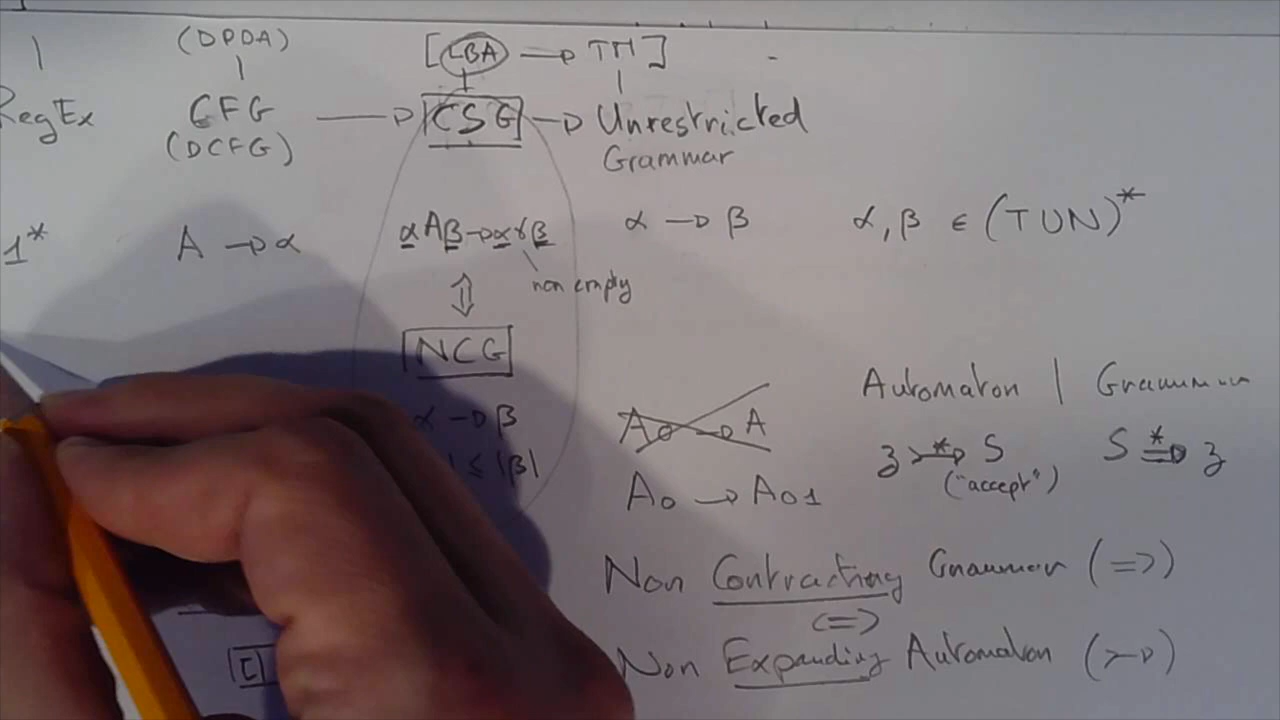 (DPDA) [LBA → TM]
RegEx CFG → CSG → Unrestricted
(DCFG) Grammar
1* A → α αAβ → αγβ α → β α, β ∈ (T∪N)*
non empty
⇕
NCG
Automaton | Grammar
α → β A0 → A z ≻*→ S S *⇒ z
| ≤ |β| ("accept")
A0 → A01
Non Contracting Grammar (=>)
<=>
Non Expanding Automaton (≻→)